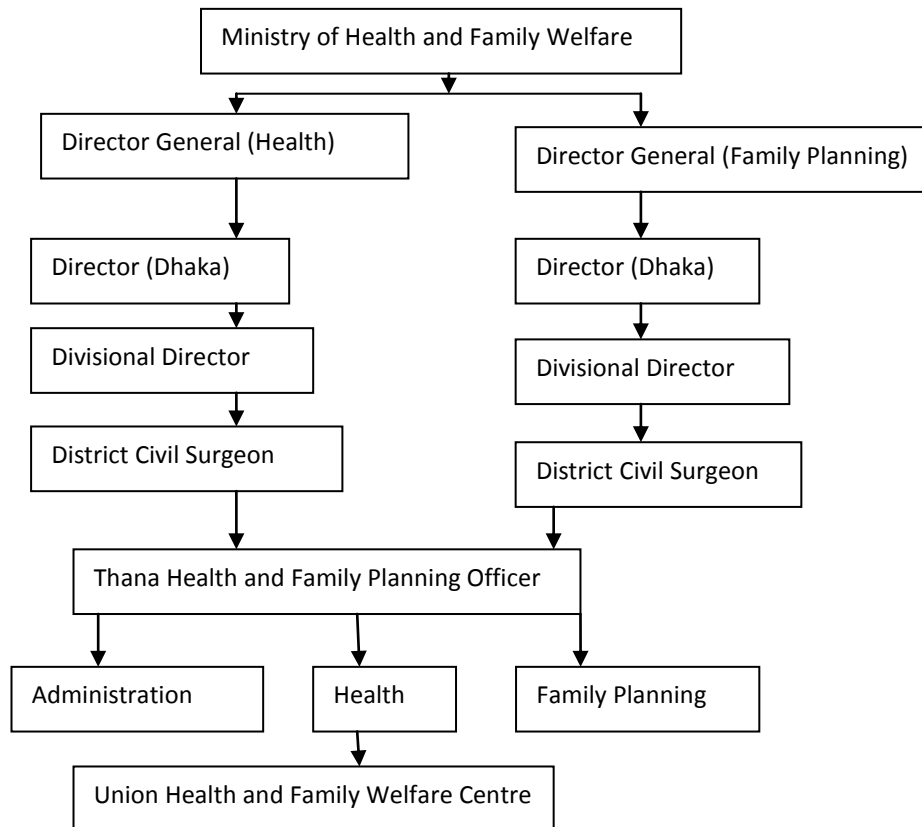 Ministry of Health and Family Welfare
Director General (Health)
Director General (Family Planning)
Director (Dhaka)
Director (Dhaka)
Divisional Director
Divisional Director
District Civil Surgeon
District Civil Surgeon
Thana Health and Family Planning Officer
Administration
Health
Family Planning
Union Health and Family Welfare Centre